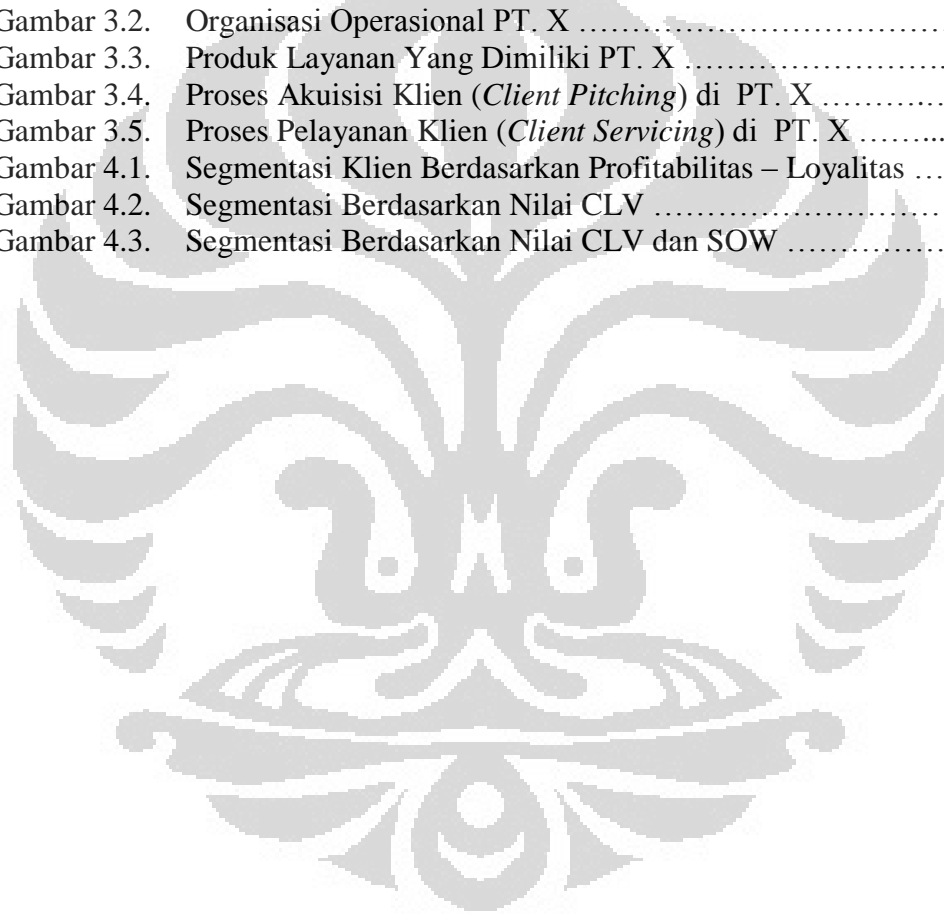 Gambar 3.2. Organisasi Operasional PT. X ……………………………
Gambar 3.3. Produk Layanan Yang Dimiliki PT. X …………………….
Gambar 3.4. Proses Akuisisi Klien (Client Pitching) di PT. X ………..…
Gambar 3.5. Proses Pelayanan Klien (Client Servicing) di PT. X ……....
Gambar 4.1. Segmentasi Klien Berdasarkan Profitabilitas – Loyalitas …
Gambar 4.2. Segmentasi Berdasarkan Nilai CLV ………………………
Gambar 4.3. Segmentasi Berdasarkan Nilai CLV dan SOW …………….